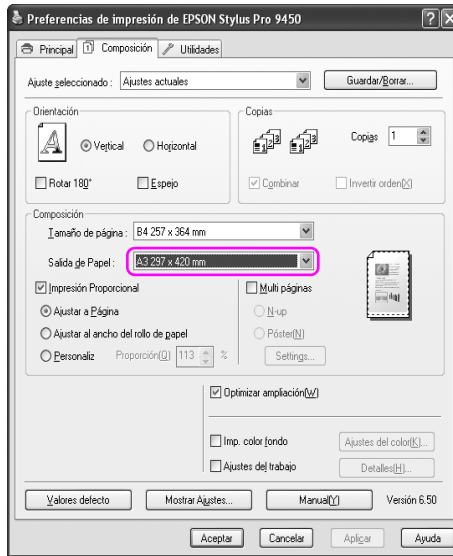 Preferencias de impresión de EPSON Stylus Pro 9450
Principal Composición Utilidades
Ajuste seleccionado : Ajustes actuales Guardar/Borrar...
Orientación
Vertical Horizontal
Rotar 180° Espejo
Copias
Copias 1
Combinar Invertir orden(X)
Composición
Tamaño de página : B4 257 x 364 mm
Salida de Papel : A3 297 x 420 mm
Impresión Proporcional
Ajustar a Página
Ajustar al ancho del rollo de papel
Personaliz Proporción(Q) 113 %
Multi páginas
N-up
Póster(N)
Settings...
Optimizar ampliación(W)
Imp. color fondo Ajustes del color(K)...
Ajustes del trabajo Detalles(H)...
Valores defecto Mostrar Ajustes... Manual(Y) Versión 6.50
Aceptar Cancelar Aplicar Ayuda